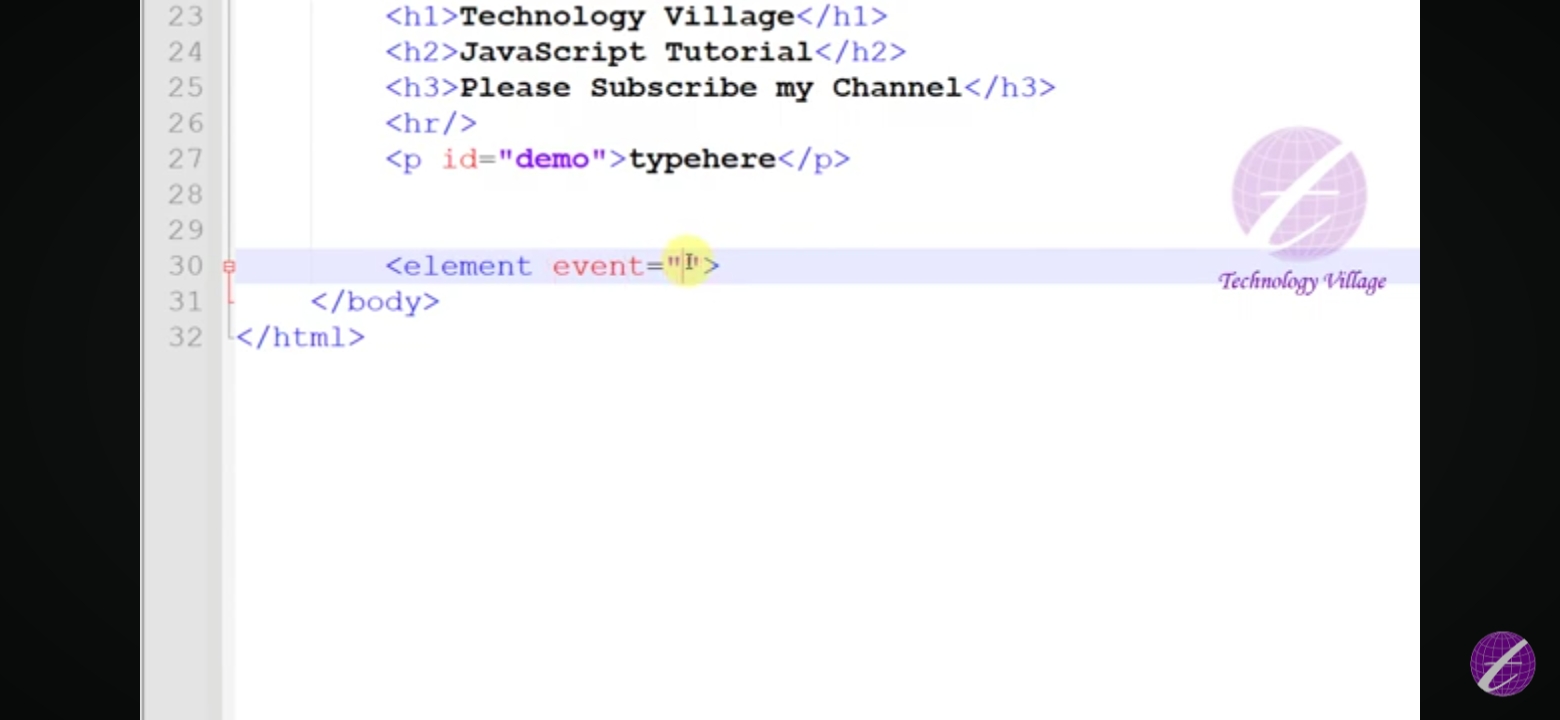 23 <h1>Technology Village</h1>
24 <h2>JavaScript Tutorial</h2>
25 <h3>Please Subscribe my Channel</h3>
26 <hr/>
27 <p id="demo">typehere</p>
28
29
30 <element event="">
31 </body>
32 </html>
Technology Village